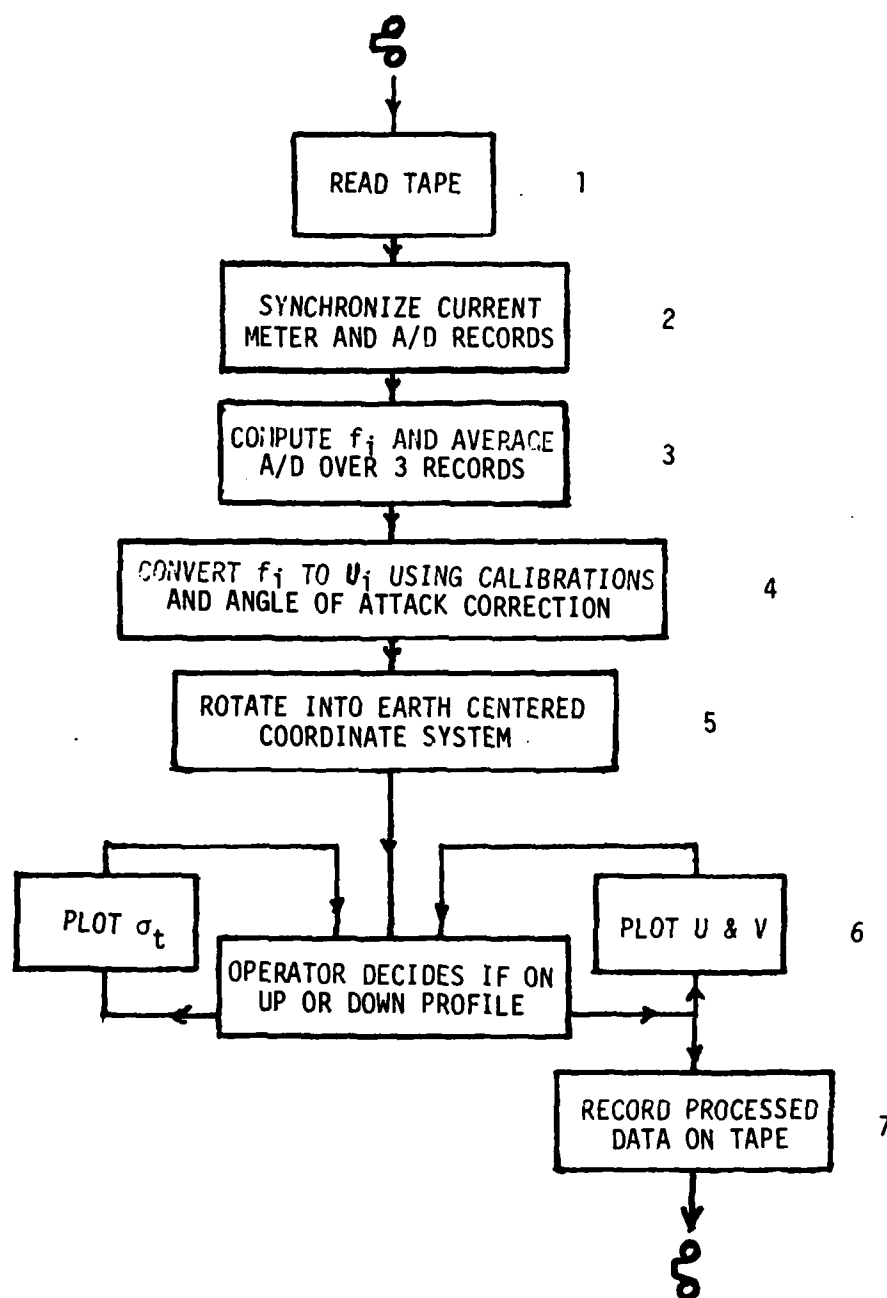 READ TAPE
1
SYNCHRONIZE CURRENT
METER AND A/D RECORDS
2
COMPUTE fi AND AVERAGE
A/D OVER 3 RECORDS
3
CONVERT fi TO Ui USING CALIBRATIONS
AND ANGLE OF ATTACK CORRECTION
4
ROTATE INTO EARTH CENTERED
COORDINATE SYSTEM
5
PLOT σt
PLOT U & V
6
OPERATOR DECIDES IF ON
UP OR DOWN PROFILE
RECORD PROCESSED
DATA ON TAPE
7